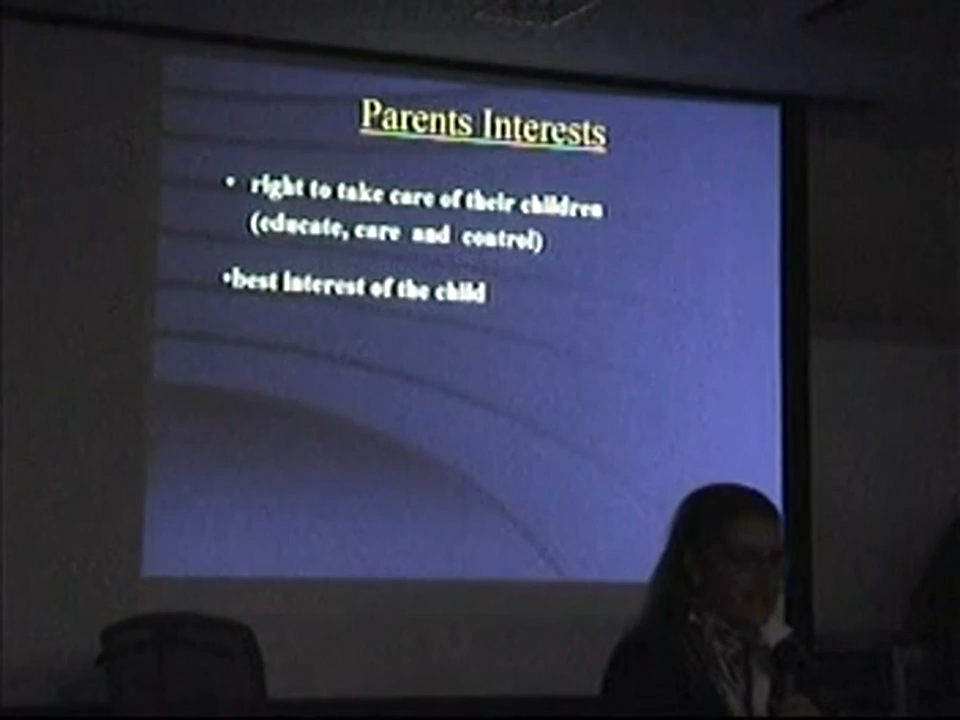 Parents Interests
• right to take care of their children
(educate, care and control)
•best interest of the child